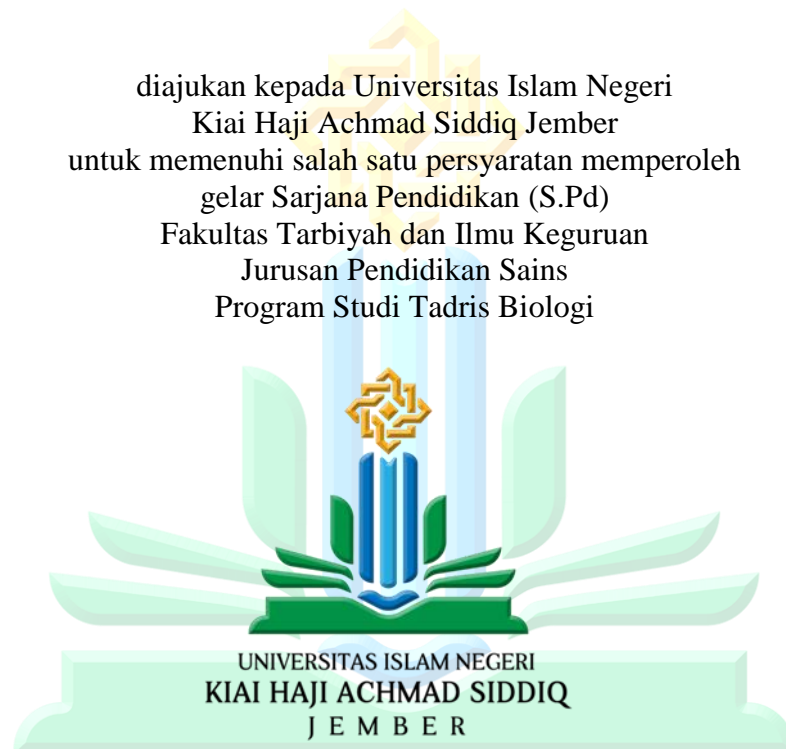 diajukan kepada Universitas Islam Negeri
Kiai Haji Achmad Siddiq Jember
untuk memenuhi salah satu persyaratan memperoleh
gelar Sarjana Pendidikan (S.Pd)
Fakultas Tarbiyah dan Ilmu Keguruan
Jurusan Pendidikan Sains
Program Studi Tadris Biologi
UNIVERSITAS ISLAM NEGERI
KIAI HAJI ACHMAD SIDDIQ
JEMBER